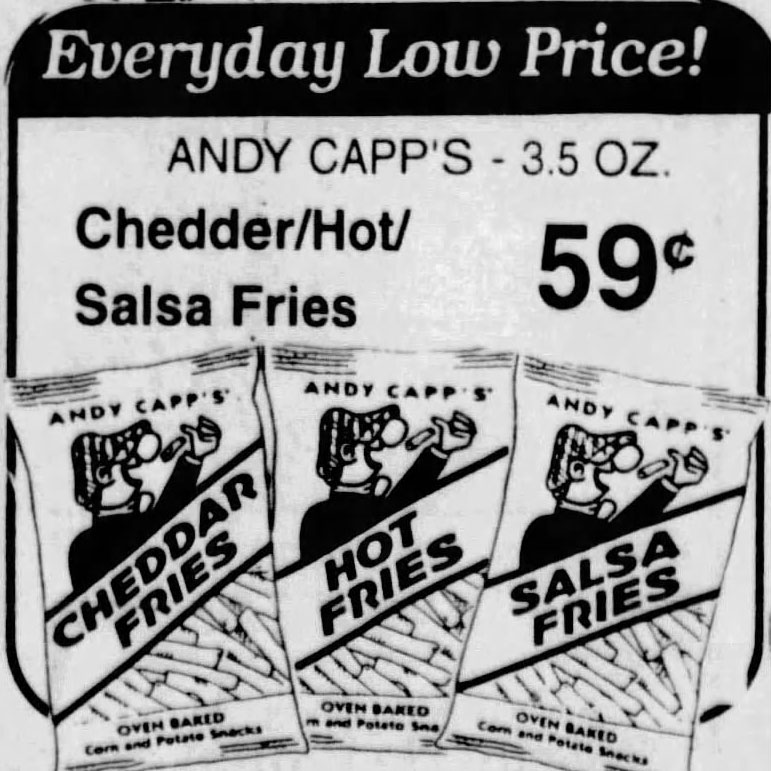 Everyday Low Price!
ANDY CAPP'S - 3.5 OZ.
Chedder/Hot/
Salsa Fries
59¢
ANDY CAPP'S
CHEDDAR
FRIES
OVEN BAKED
Corn and Potato Snacks
ANDY CAPP'S
HOT
FRIES
OVEN BAKED
m and Potato Sna
ANDY CAPP'S
SALSA
FRIES
OVEN BAKED
Corn and Potato Snacks